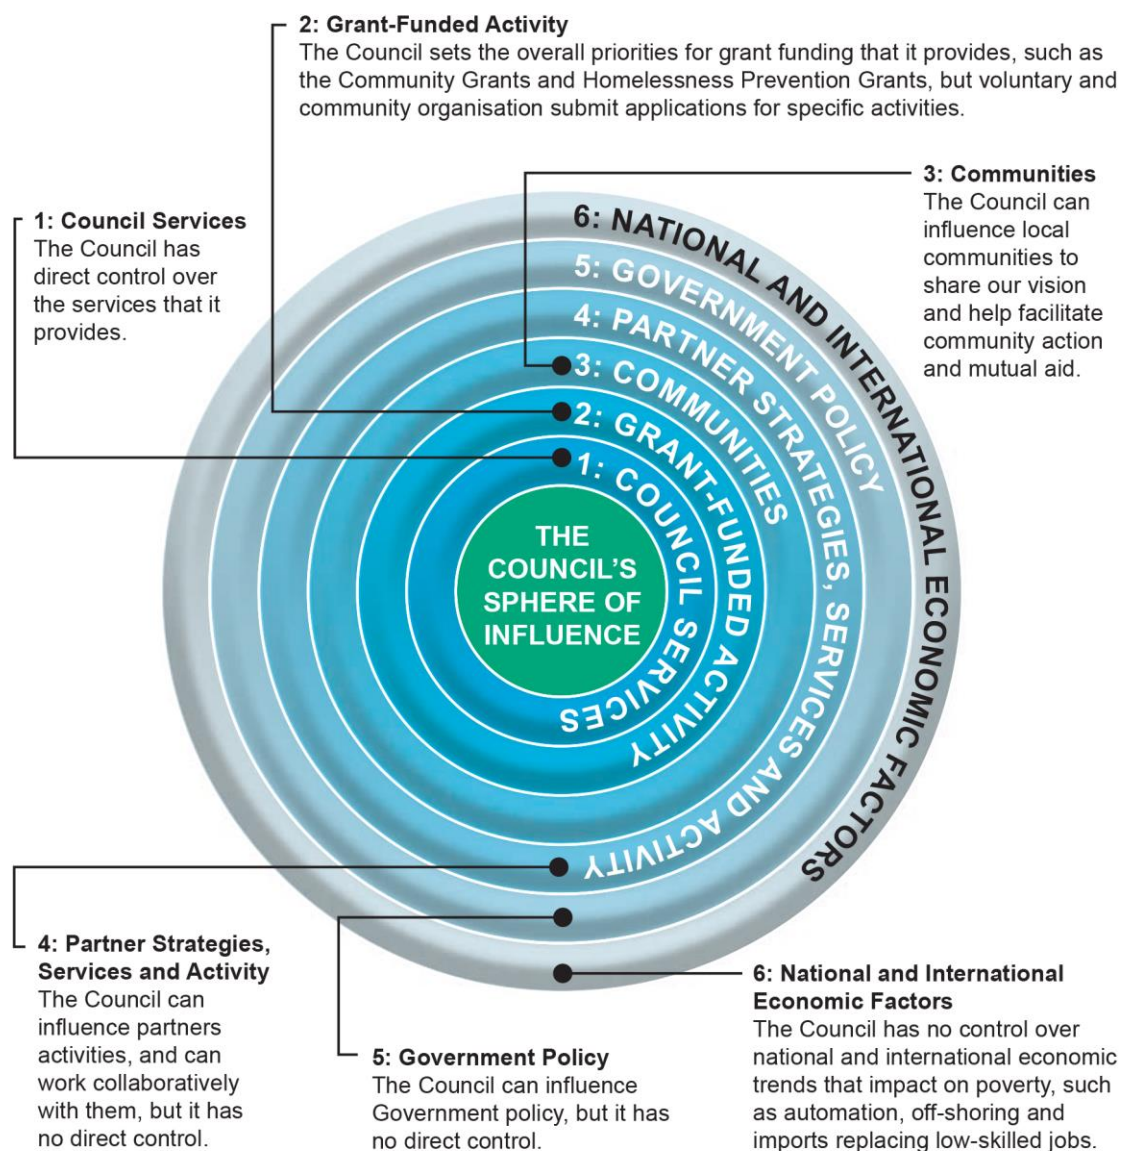 2: Grant-Funded Activity
The Council sets the overall priorities for grant funding that it provides, such as
the Community Grants and Homelessness Prevention Grants, but voluntary and
community organisation submit applications for specific activities.
3: Communities
The Council can
influence local
communities to
share our vision
and help facilitate
community action
and mutual aid.
1: Council Services
The Council has
direct control over
the services that it
provides.
6: NATIONAL AND INTERNATIONAL ECONOMIC FACTORS
5: GOVERNMENT POLICY
4: PARTNER STRATEGIES, SERVICES AND ACTIVITY
3: COMMUNITIES
2: GRANT-FUNDED ACTIVITY
1: COUNCIL SERVICES
THE
COUNCIL’S
SPHERE OF
INFLUENCE
4: Partner Strategies,
Services and Activity
The Council can
influence partners
activities, and can
work collaboratively
with them, but it has
no direct control.
5: Government Policy
The Council can influence
Government policy, but it has
no direct control.
6: National and International
Economic Factors
The Council has no control over
national and international economic
trends that impact on poverty, such
as automation, off-shoring and
imports replacing low-skilled jobs.